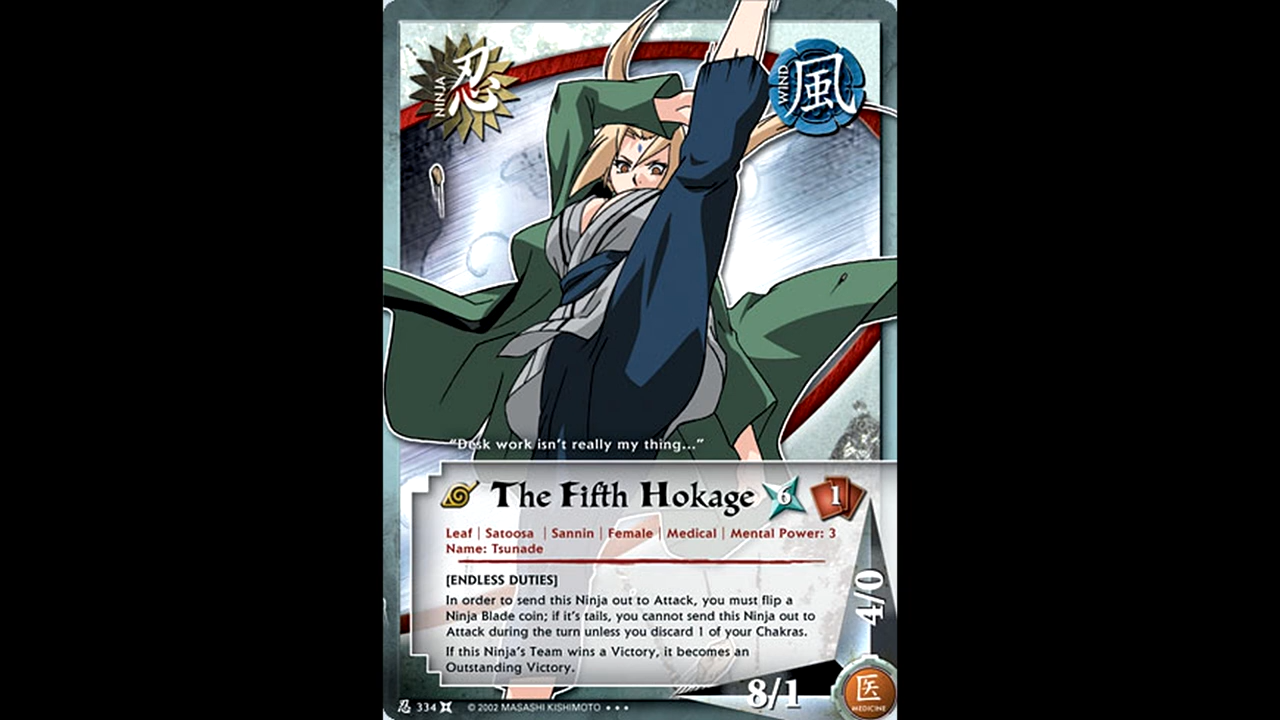 忍
NINJA
WIND
風
"Desk work isn't really my thing..."
The Fifth Hokage
6
1
Leaf | Satoosa | Sannin | Female | Medical | Mental Power: 3
Name: Tsunade
[ENDLESS DUTIES]
In order to send this Ninja out to Attack, you must flip a
Ninja Blade coin; if it's tails, you cannot send this Ninja out to
Attack during the turn unless you discard 1 of your Chakras.
If this Ninja's Team wins a Victory, it becomes an
Outstanding Victory.
4/0
8/1
医
MEDICINE
忍 334 © 2002 MASASHI KISHIMOTO